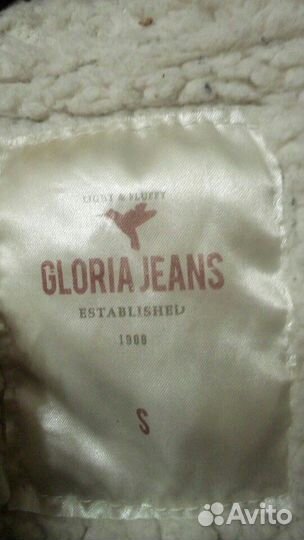 LIGHT & FLUFFY
GLORIA JEANS
ESTABLISHED
1988
S
Avito